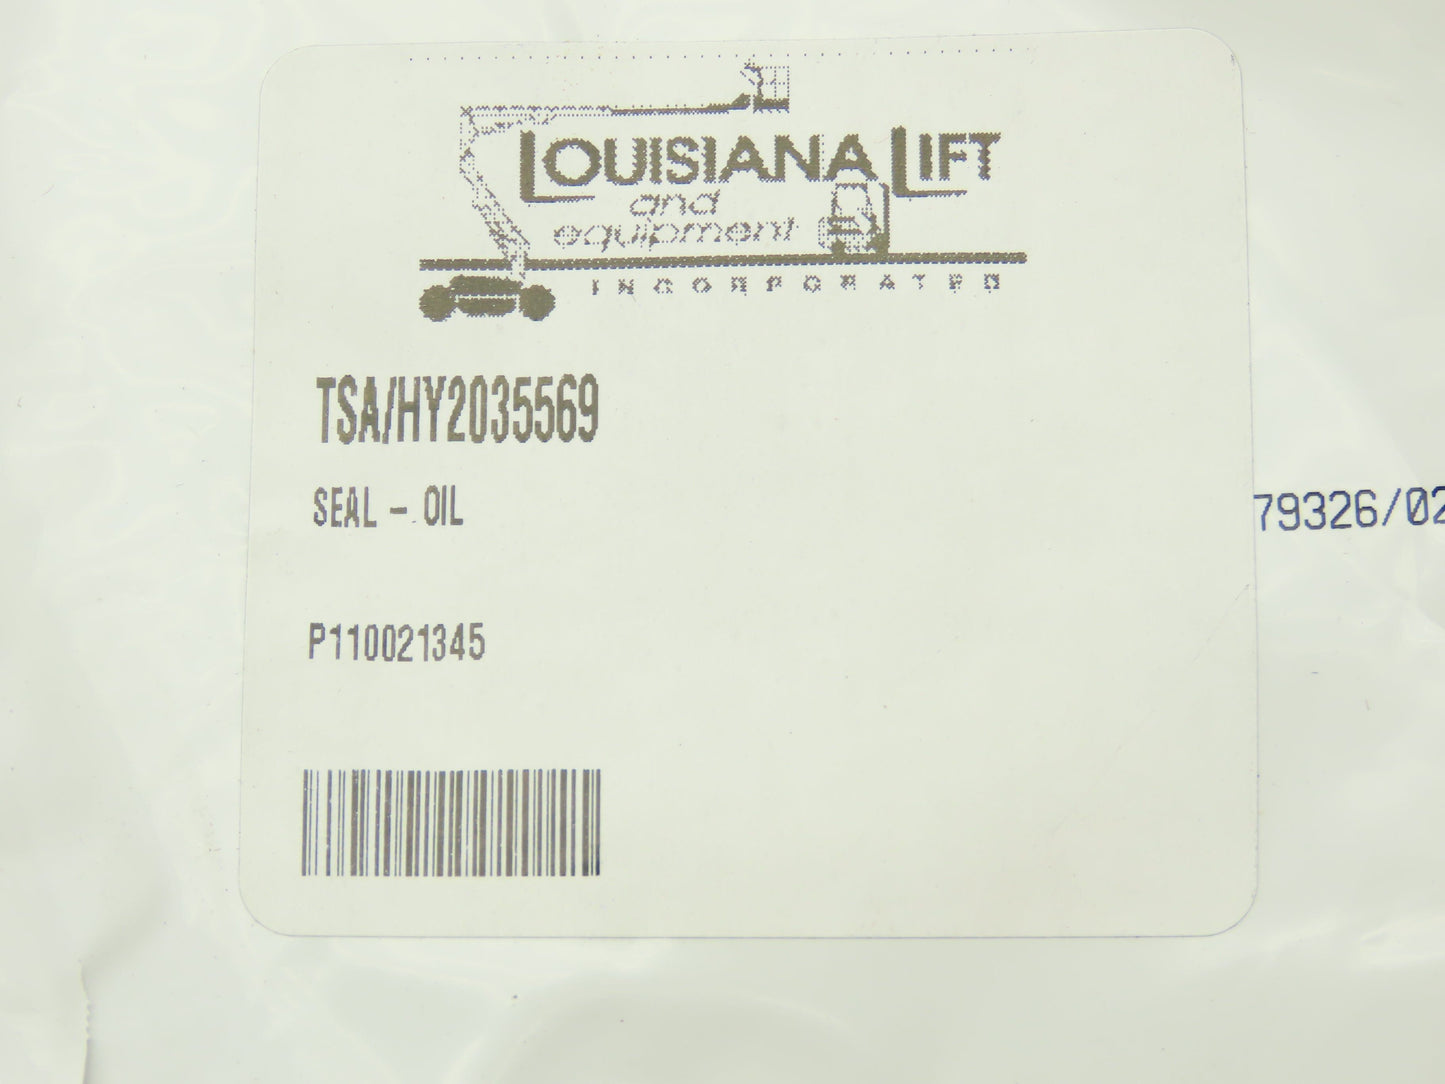 LOUISIANA LIFT
and
equipment
INCORPORATED
TSA/HY2035569
SEAL - OIL
79326/02
P110021345